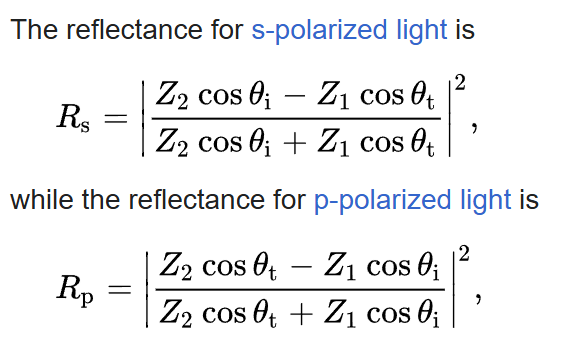 The reflectance for s-polarized light is
R_s = | (Z_2 cos θ_i − Z_1 cos θ_t) / (Z_2 cos θ_i + Z_1 cos θ_t) |^2 ,
while the reflectance for p-polarized light is
R_p = | (Z_2 cos θ_t − Z_1 cos θ_i) / (Z_2 cos θ_t + Z_1 cos θ_i) |^2 ,